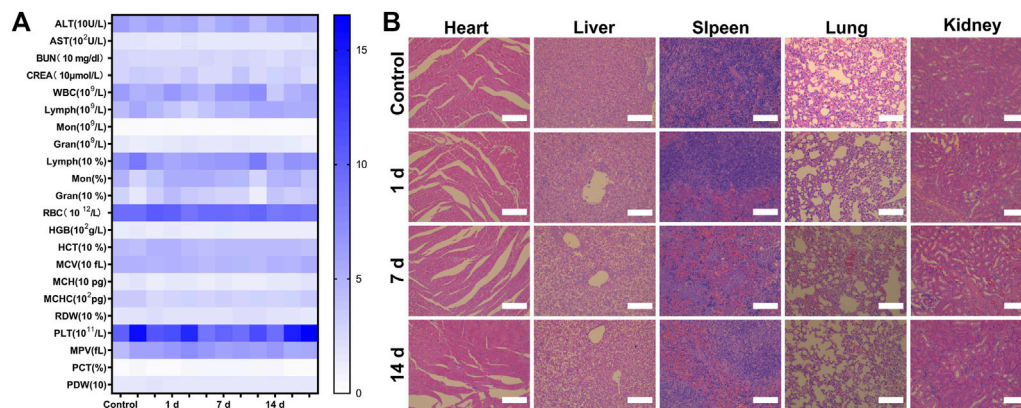 A
ALT(10U/L)
AST(10²U/L)
BUN( 10 mg/dl)
CREA( 10μmol/L)
WBC(10⁹/L)
Lymph(10⁹/L)
Mon(10⁹/L)
Gran(10⁹/L)
Lymph(10 %)
Mon(%)
Gran(10 %)
RBC( 10¹²/L)
HGB(10²g/L)
HCT(10 %)
MCV(10 fL)
MCH(10 pg)
MCHC(10²pg)
RDW(10 %)
PLT(10¹¹/L)
MPV(fL)
PCT(%)
PDW(10)
Control 1 d 7 d 14 d
15
10
5
0
B
Heart Liver Slpeen Lung Kidney
Control
1 d
7 d
14 d